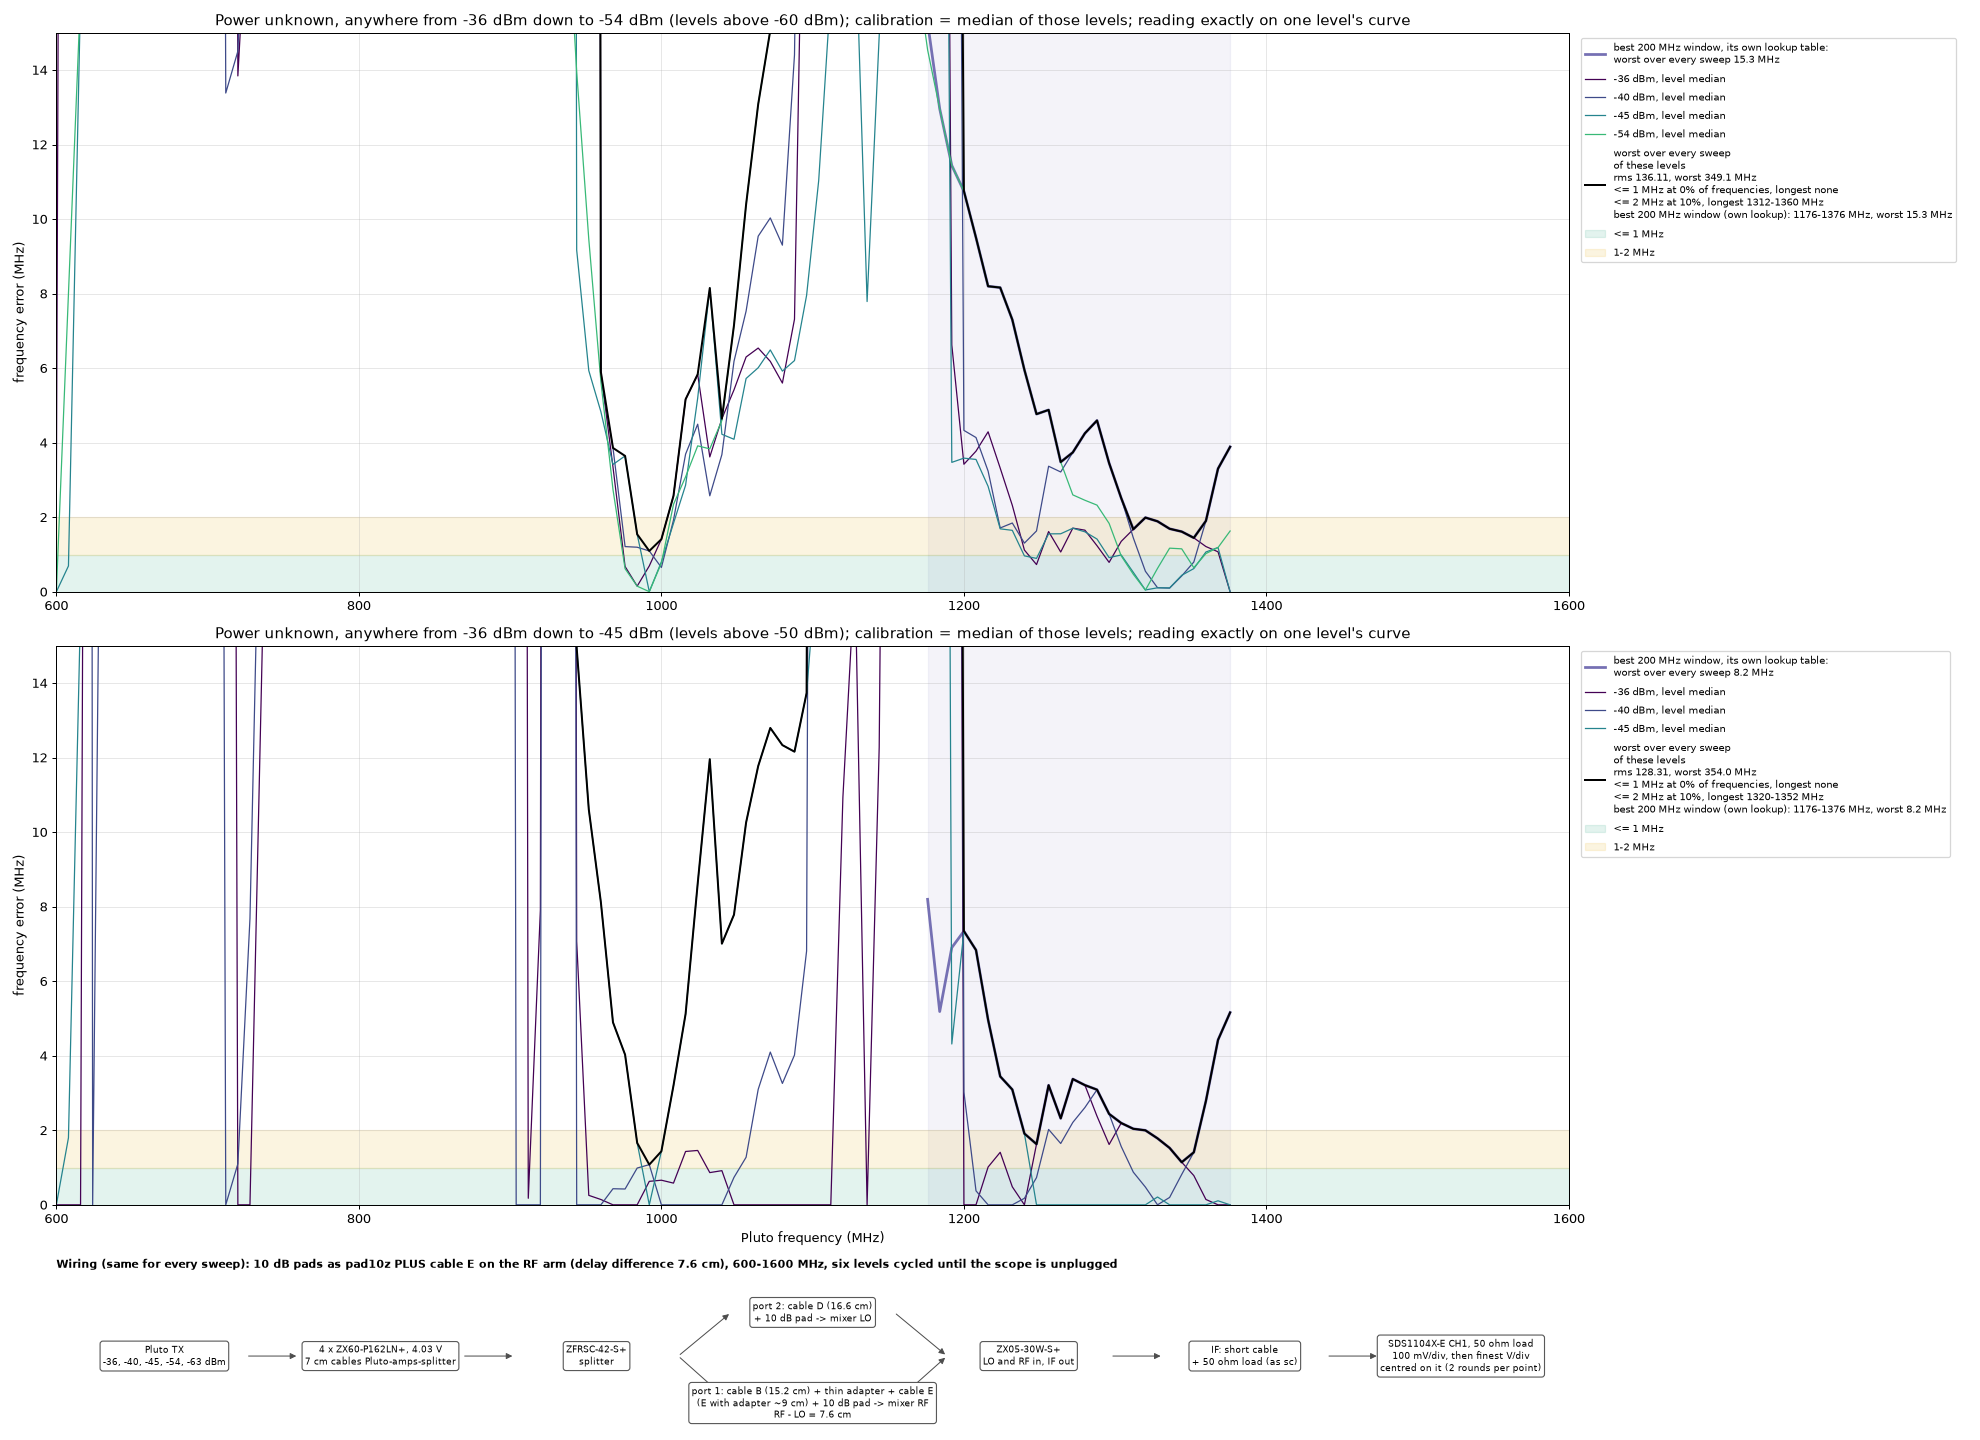 Power unknown, anywhere from -36 dBm down to -54 dBm (levels above -60 dBm); calibration = median of those levels; reading exactly on one level's curve
frequency error (MHz)
14
12
10
8
6
4
2
0
600
800
1000
1200
1400
1600
best 200 MHz window, its own lookup table:
worst over every sweep 15.3 MHz
-36 dBm, level median
-40 dBm, level median
-45 dBm, level median
-54 dBm, level median
worst over every sweep
of these levels
rms 136.11, worst 349.1 MHz
<= 1 MHz at 0% of frequencies, longest none
<= 2 MHz at 10%, longest 1312-1360 MHz
best 200 MHz window (own lookup): 1176-1376 MHz, worst 15.3 MHz
<= 1 MHz
1-2 MHz
Power unknown, anywhere from -36 dBm down to -45 dBm (levels above -50 dBm); calibration = median of those levels; reading exactly on one level's curve
frequency error (MHz)
14
12
10
8
6
4
2
0
600
800
1000
1200
1400
1600
Pluto frequency (MHz)
best 200 MHz window, its own lookup table:
worst over every sweep 8.2 MHz
-36 dBm, level median
-40 dBm, level median
-45 dBm, level median
worst over every sweep
of these levels
rms 128.31, worst 354.0 MHz
<= 1 MHz at 0% of frequencies, longest none
<= 2 MHz at 10%, longest 1320-1352 MHz
best 200 MHz window (own lookup): 1176-1376 MHz, worst 8.2 MHz
<= 1 MHz
1-2 MHz
Wiring (same for every sweep): 10 dB pads as pad10z PLUS cable E on the RF arm (delay difference 7.6 cm), 600-1600 MHz, six levels cycled until the scope is unplugged
Pluto TX
-36, -40, -45, -54, -63 dBm
4 x ZX60-P162LN+, 4.03 V
7 cm cables Pluto-amps-splitter
ZFRSC-42-S+
splitter
port 2: cable D (16.6 cm)
+ 10 dB pad -> mixer LO
port 1: cable B (15.2 cm) + thin adapter + cable E
(E with adapter ~9 cm) + 10 dB pad -> mixer RF
RF - LO = 7.6 cm
ZX05-30W-S+
LO and RF in, IF out
IF: short cable
+ 50 ohm load (as sc)
SDS1104X-E CH1, 50 ohm load
100 mV/div, then finest V/div
centred on it (2 rounds per point)